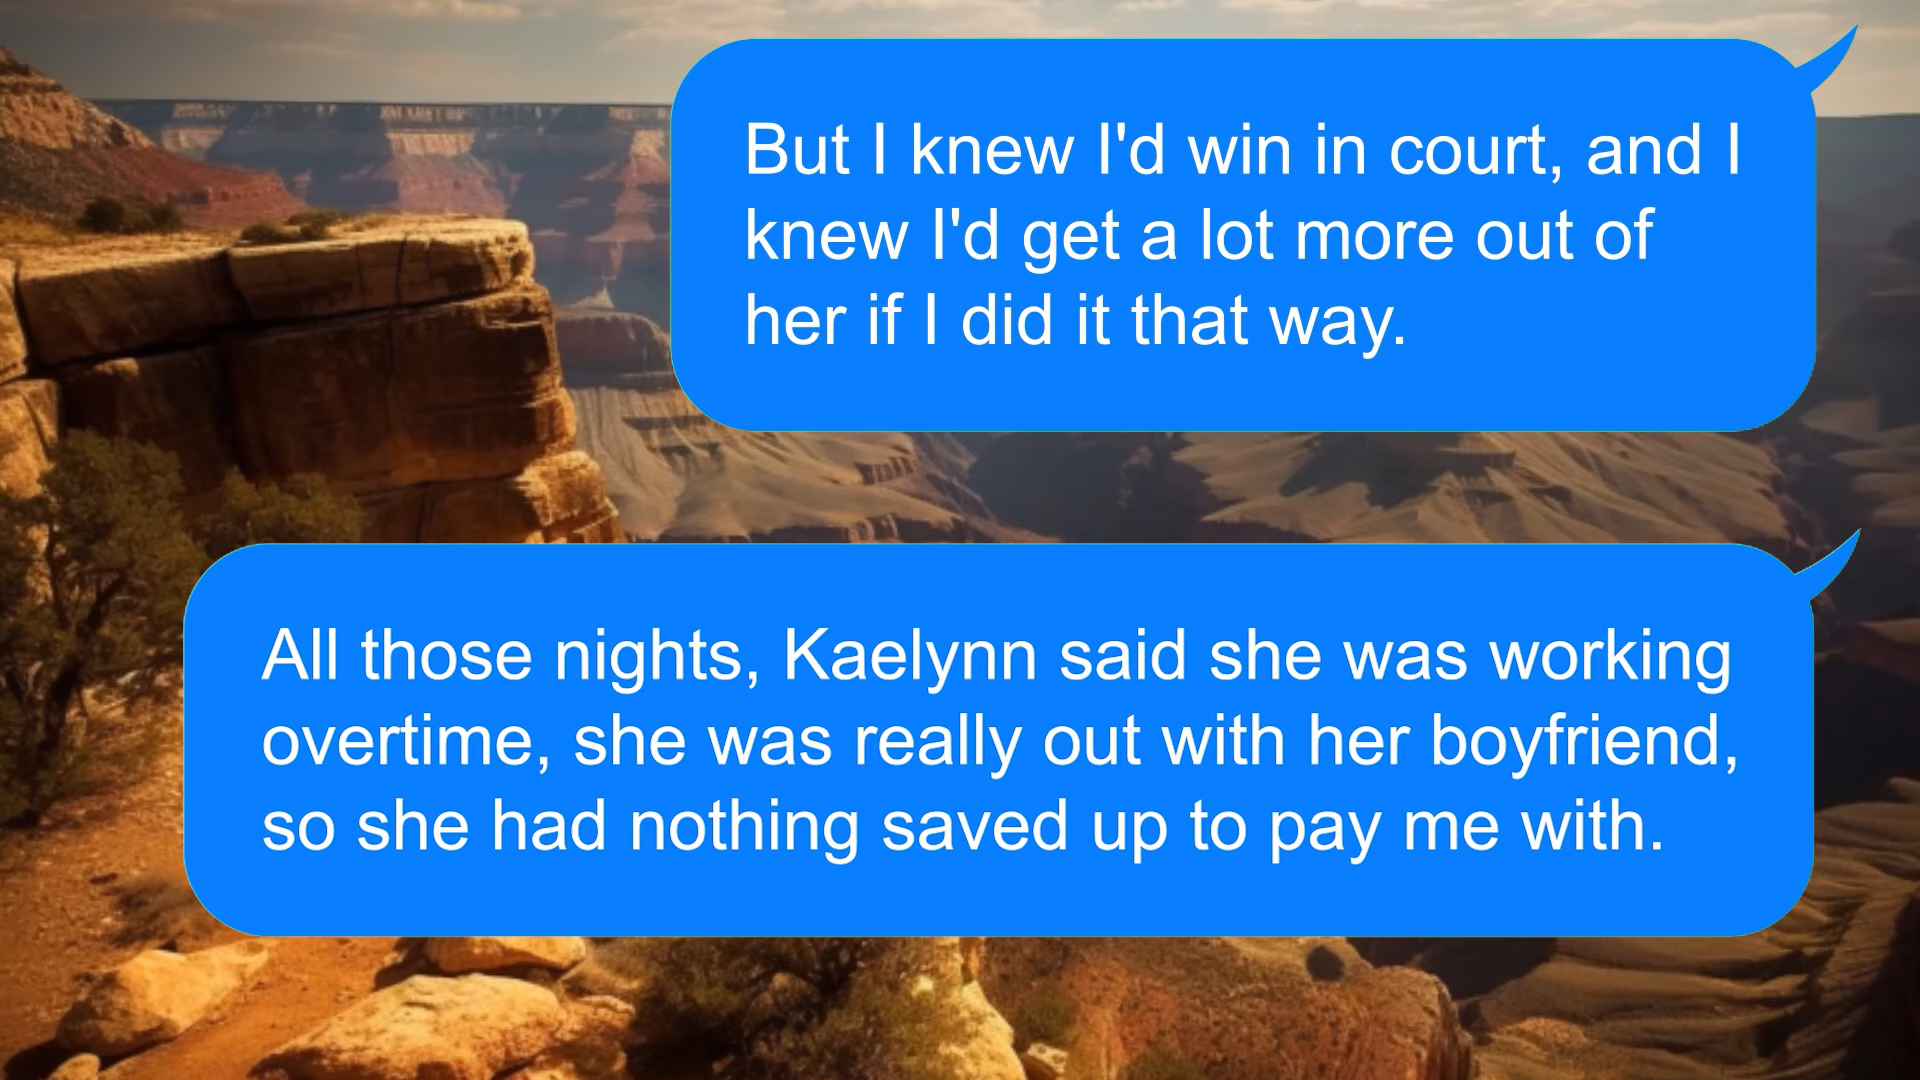 But I knew I'd win in court, and I
knew I'd get a lot more out of
her if I did it that way.
All those nights, Kaelynn said she was working
overtime, she was really out with her boyfriend,
so she had nothing saved up to pay me with.